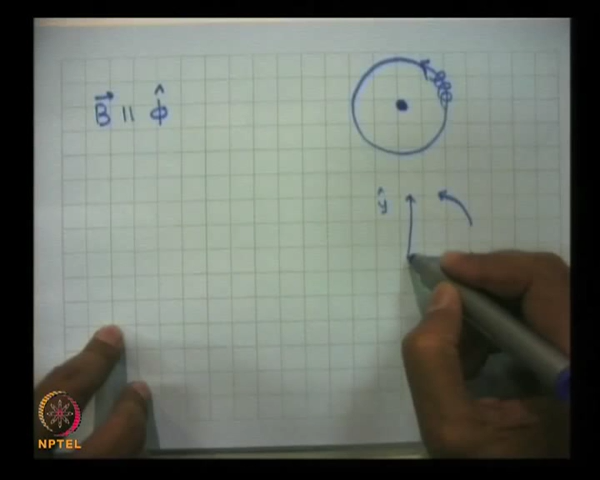 B⃗ || ϕ̂
ŷ
NPTEL